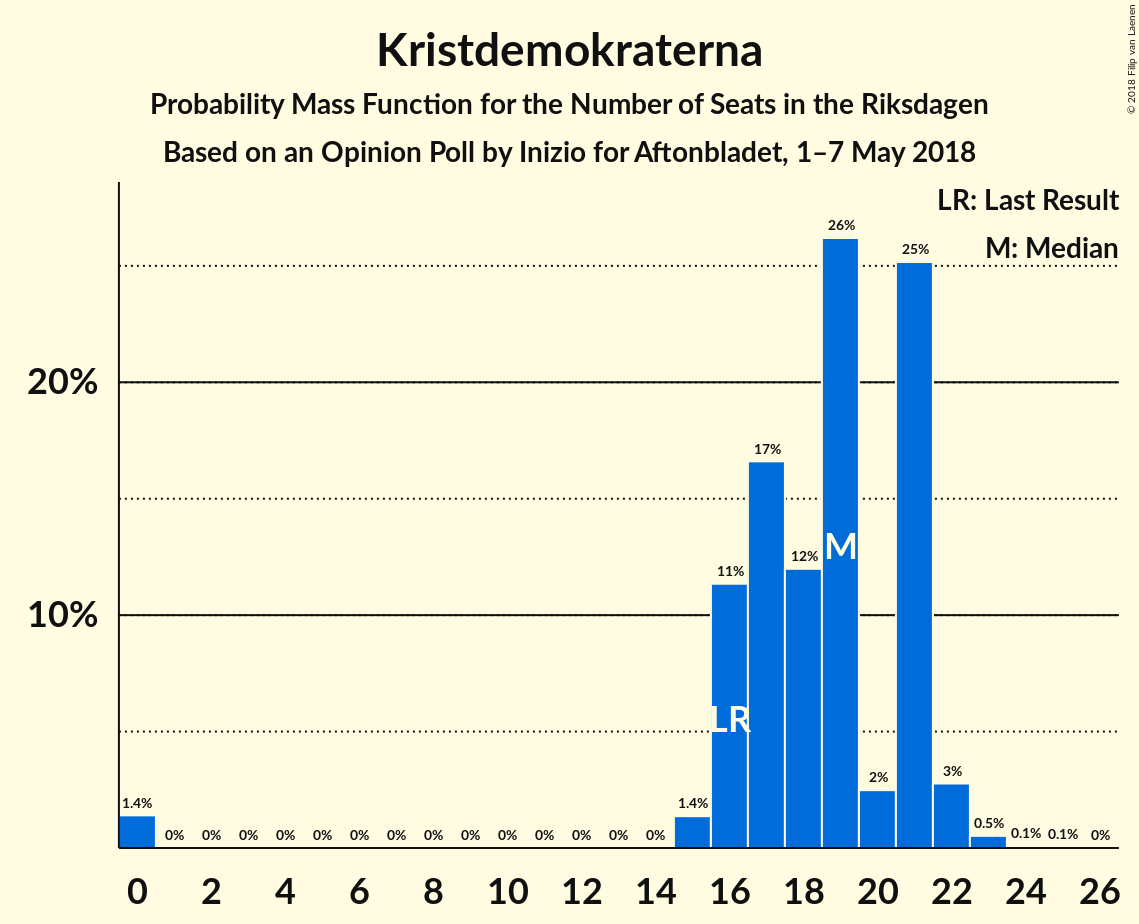 Kristdemokraterna
Probability Mass Function for the Number of Seats in the Riksdagen
Based on an Opinion Poll by Inizio for Aftonbladet, 1–7 May 2018
© 2018 Filip van Laenen
LR: Last Result
M: Median
26%
25%
20%
17%
M
12%
11%
10%
LR
3%
2%
1.4% 0% 0% 0% 0% 0% 0% 0% 0% 0% 0% 0% 0% 0% 0% 1.4% 0.5% 0.1% 0.1% 0%
0 2 4 6 8 10 12 14 16 18 20 22 24 26